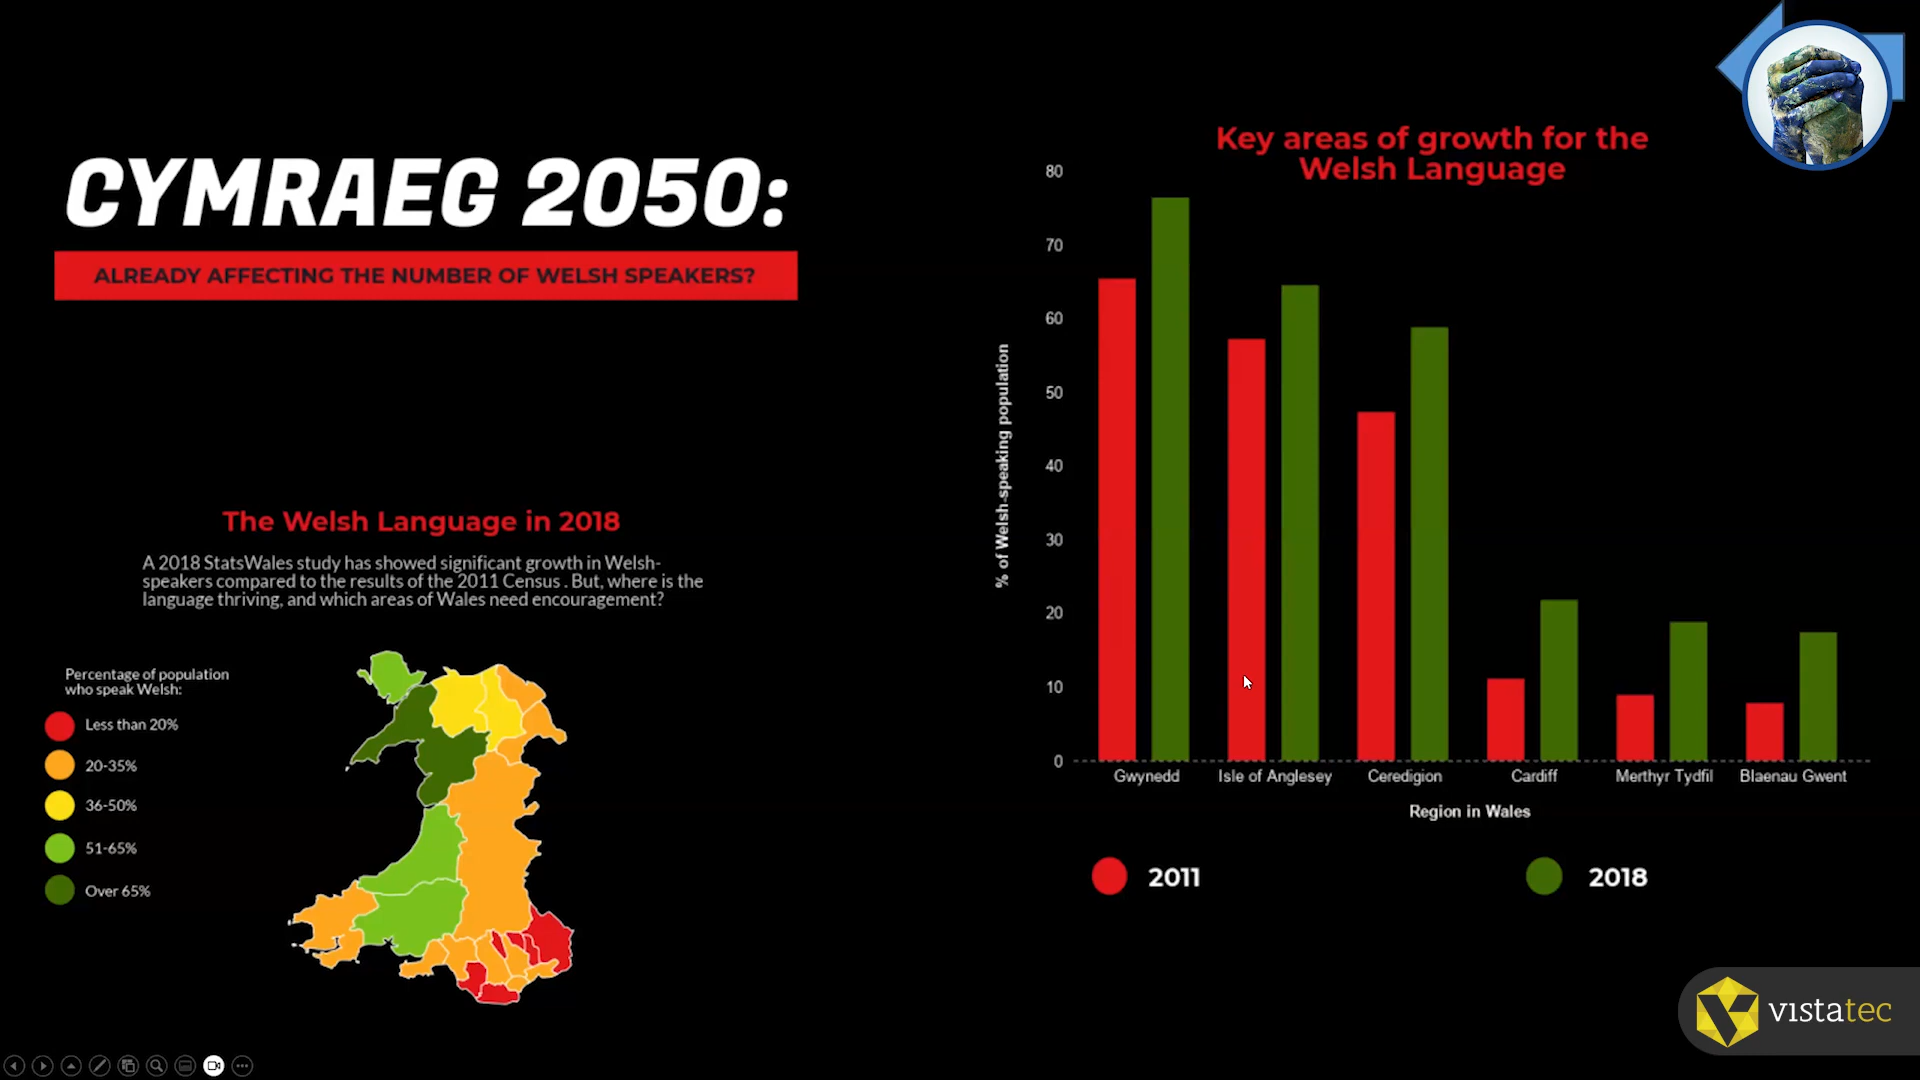 CYMRAEG 2050:
ALREADY AFFECTING THE NUMBER OF WELSH SPEAKERS?
The Welsh Language in 2018
A 2018 StatsWales study has showed significant growth in Welsh-
speakers compared to the results of the 2011 Census . But, where is the
language thriving, and which areas of Wales need encouragement?
Percentage of population
who speak Welsh:
Less than 20%
20-35%
36-50%
51-65%
Over 65%
Key areas of growth for the
Welsh Language
% of Welsh-speaking population
80
70
60
50
40
30
20
10
0
Gwynedd
Isle of Anglesey
Ceredigion
Cardiff
Merthyr Tydfil
Blaenau Gwent
Region in Wales
2011
2018
vistatec